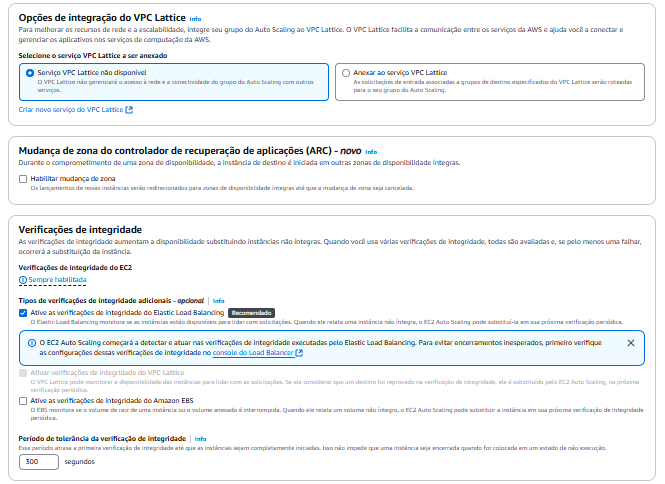 Opções de integração do VPC Lattice Info
Para melhorar os recursos de rede e a escalabilidade, integre seu grupo do Auto Scaling ao VPC Lattice. O VPC Lattice facilita a comunicação entre os serviços da AWS e ajuda você a conectar e
gerenciar os aplicativos nos serviços de computação da AWS.
Selecione o serviço VPC Lattice a ser anexado
Serviço VPC Lattice não disponível
O VPC Lattice não gerenciará o acesso à rede e a conectividade do grupo do Auto Scaling com outros
serviços.
Anexar ao serviço VPC Lattice
As solicitações de entrada associadas a grupos de destino especificados do VPC Lattice serão roteadas
para o seu grupo do Auto Scaling.
Criar novo serviço do VPC Lattice
Mudança de zona do controlador de recuperação de aplicações (ARC) - novo Info
Durante o comprometimento de uma zona de disponibilidade, a instância de destino é iniciada em outras zonas de disponibilidade íntegras.
Habilitar mudança de zona
Os lançamentos de novas instâncias serão redirecionados para zonas de disponibilidade íntegras até que a mudança de zona seja cancelada.
Verificações de integridade
As verificações de integridade aumentam a disponibilidade substituindo instâncias não íntegras. Quando você usa várias verificações de integridade, todas são avaliadas e, se pelo menos uma falhar,
ocorrerá a substituição da instância.
Verificações de integridade do EC2
Sempre habilitada
Tipos de verificações de integridade adicionais - opcional Info
Ative as verificações de integridade do Elastic Load Balancing Recomendado
O Elastic Load Balancing monitora se as instâncias estão disponíveis para lidar com solicitações. Quando ele relata uma instância não íntegra, o EC2 Auto Scaling pode substituí-la em sua próxima verificação periódica.
O EC2 Auto Scaling começará a detectar e atuar nas verificações de integridade executadas pelo Elastic Load Balancing. Para evitar encerramentos inesperados, primeiro verifique
as configurações dessas verificações de integridade no console do Load Balancer
Ativar verificações de integridade do VPC Lattice
O VPC Lattice pode monitorar a disponibilidade das instâncias para lidar com as solicitações. Se ele considerar que um destino foi reprovado na verificação de integridade, ele é substituído pelo EC2 Auto Scaling, na próxima
verificação periódica.
Ative as verificações de integridade do Amazon EBS
O EBS monitora se o volume de raiz de uma instância ou o volume anexado é interrompida. Quando ele relata um volume não íntegro, o EC2 Auto Scaling pode substituir a instância em sua próxima verificação de integridade
periódica.
Período de tolerância da verificação de integridade Info
Esse período atrasa a primeira verificação de integridade até que as instâncias sejam completamente iniciadas. Isso não impede que uma instância seja encerrada quando for colocada em um estado de não execução.
300 segundos